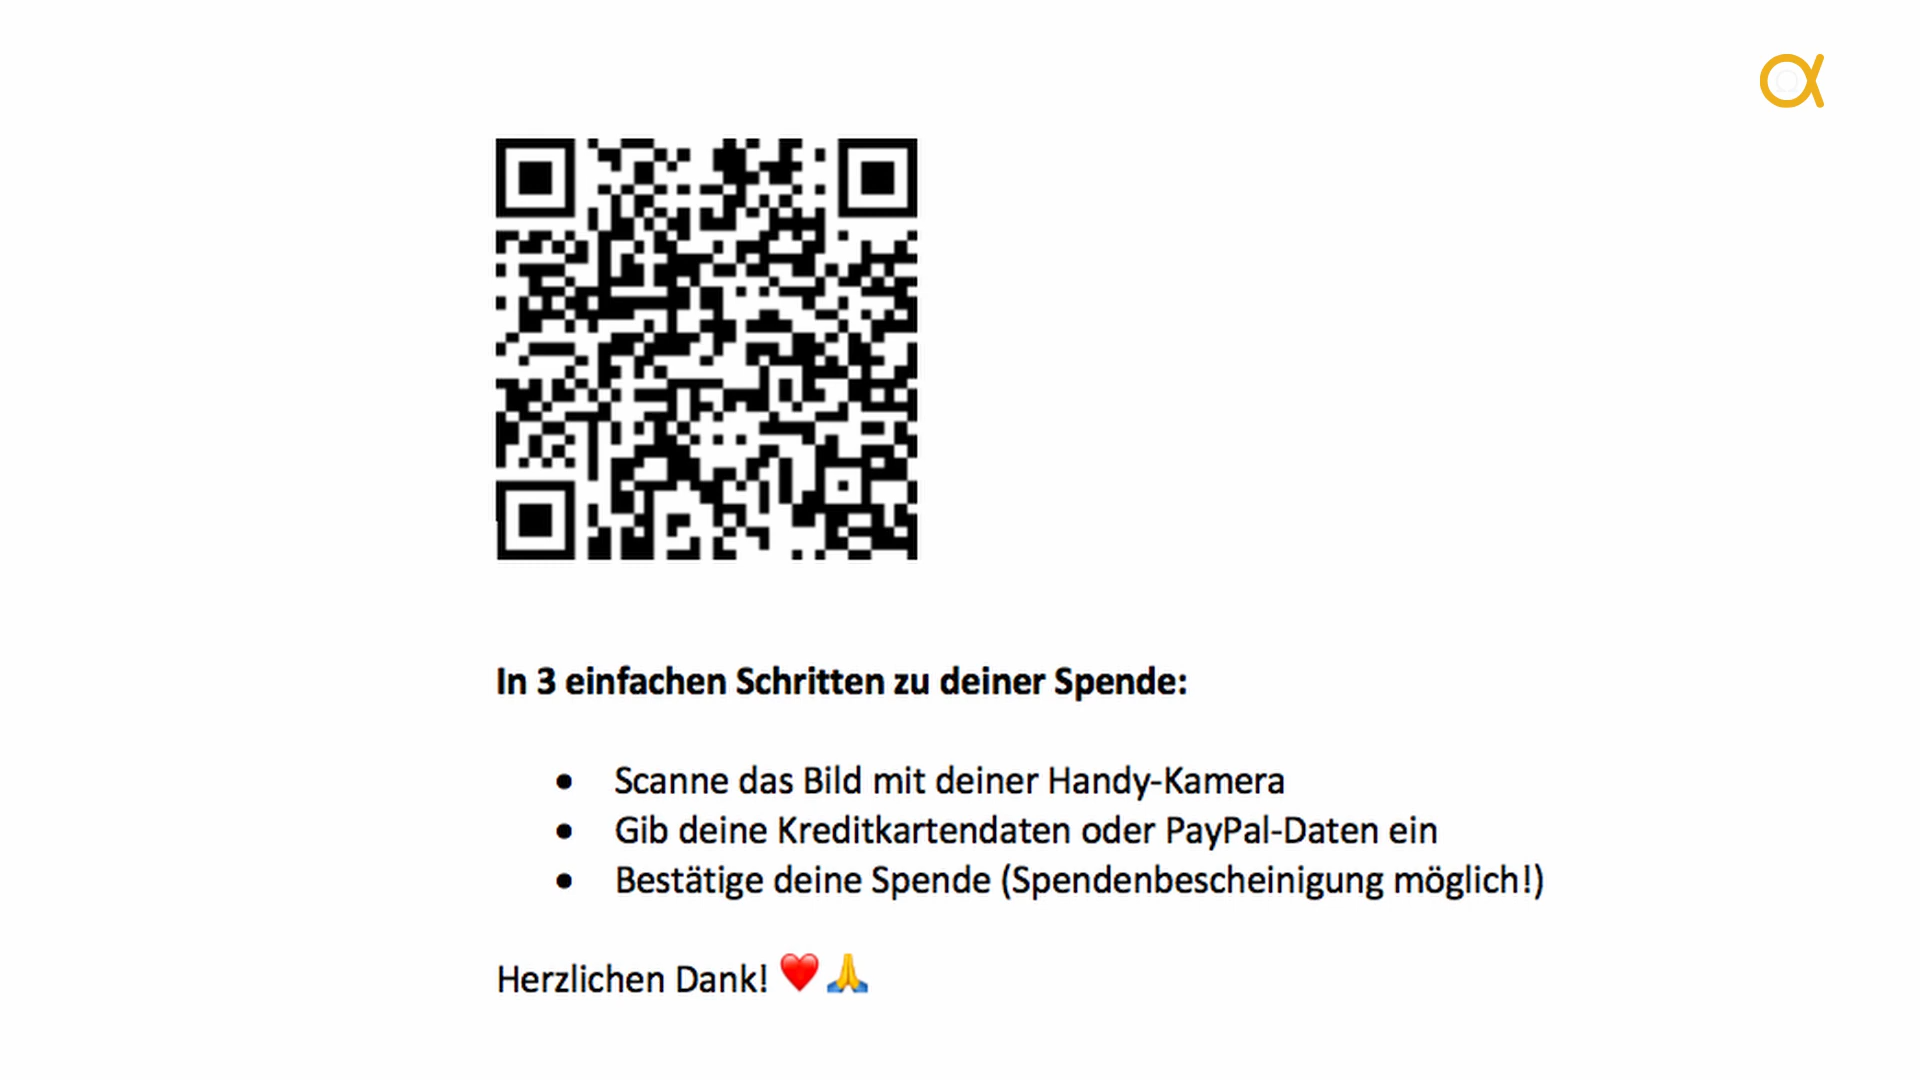 In 3 einfachen Schritten zu deiner Spende:
• Scanne das Bild mit deiner Handy-Kamera
• Gib deine Kreditkartendaten oder PayPal-Daten ein
• Bestätige deine Spende (Spendenbescheinigung möglich!)
Herzlichen Dank! ❤️🙏